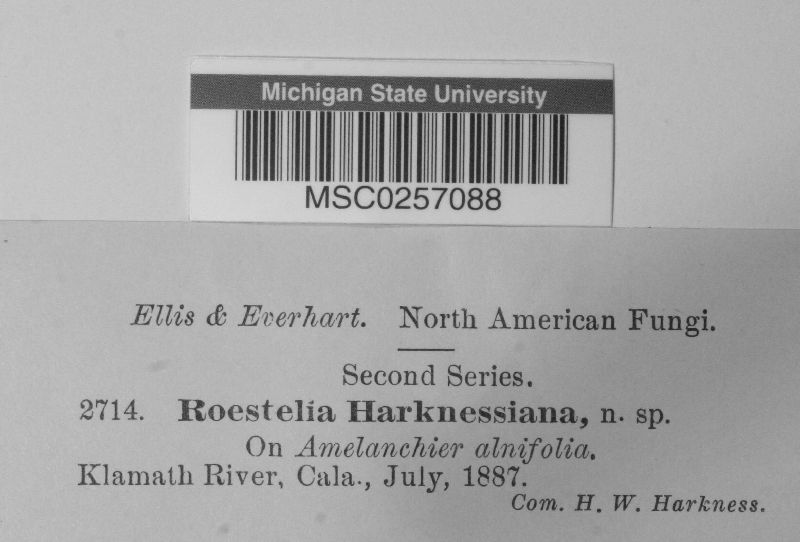 Michigan State University
MSC0257088
Ellis & Everhart. North American Fungi.
Second Series.
2714. Roestelia Harknessiana, n. sp.
On Amelanchier alnifolia.
Klamath River, Cala., July, 1887.
Com. H. W. Harkness.